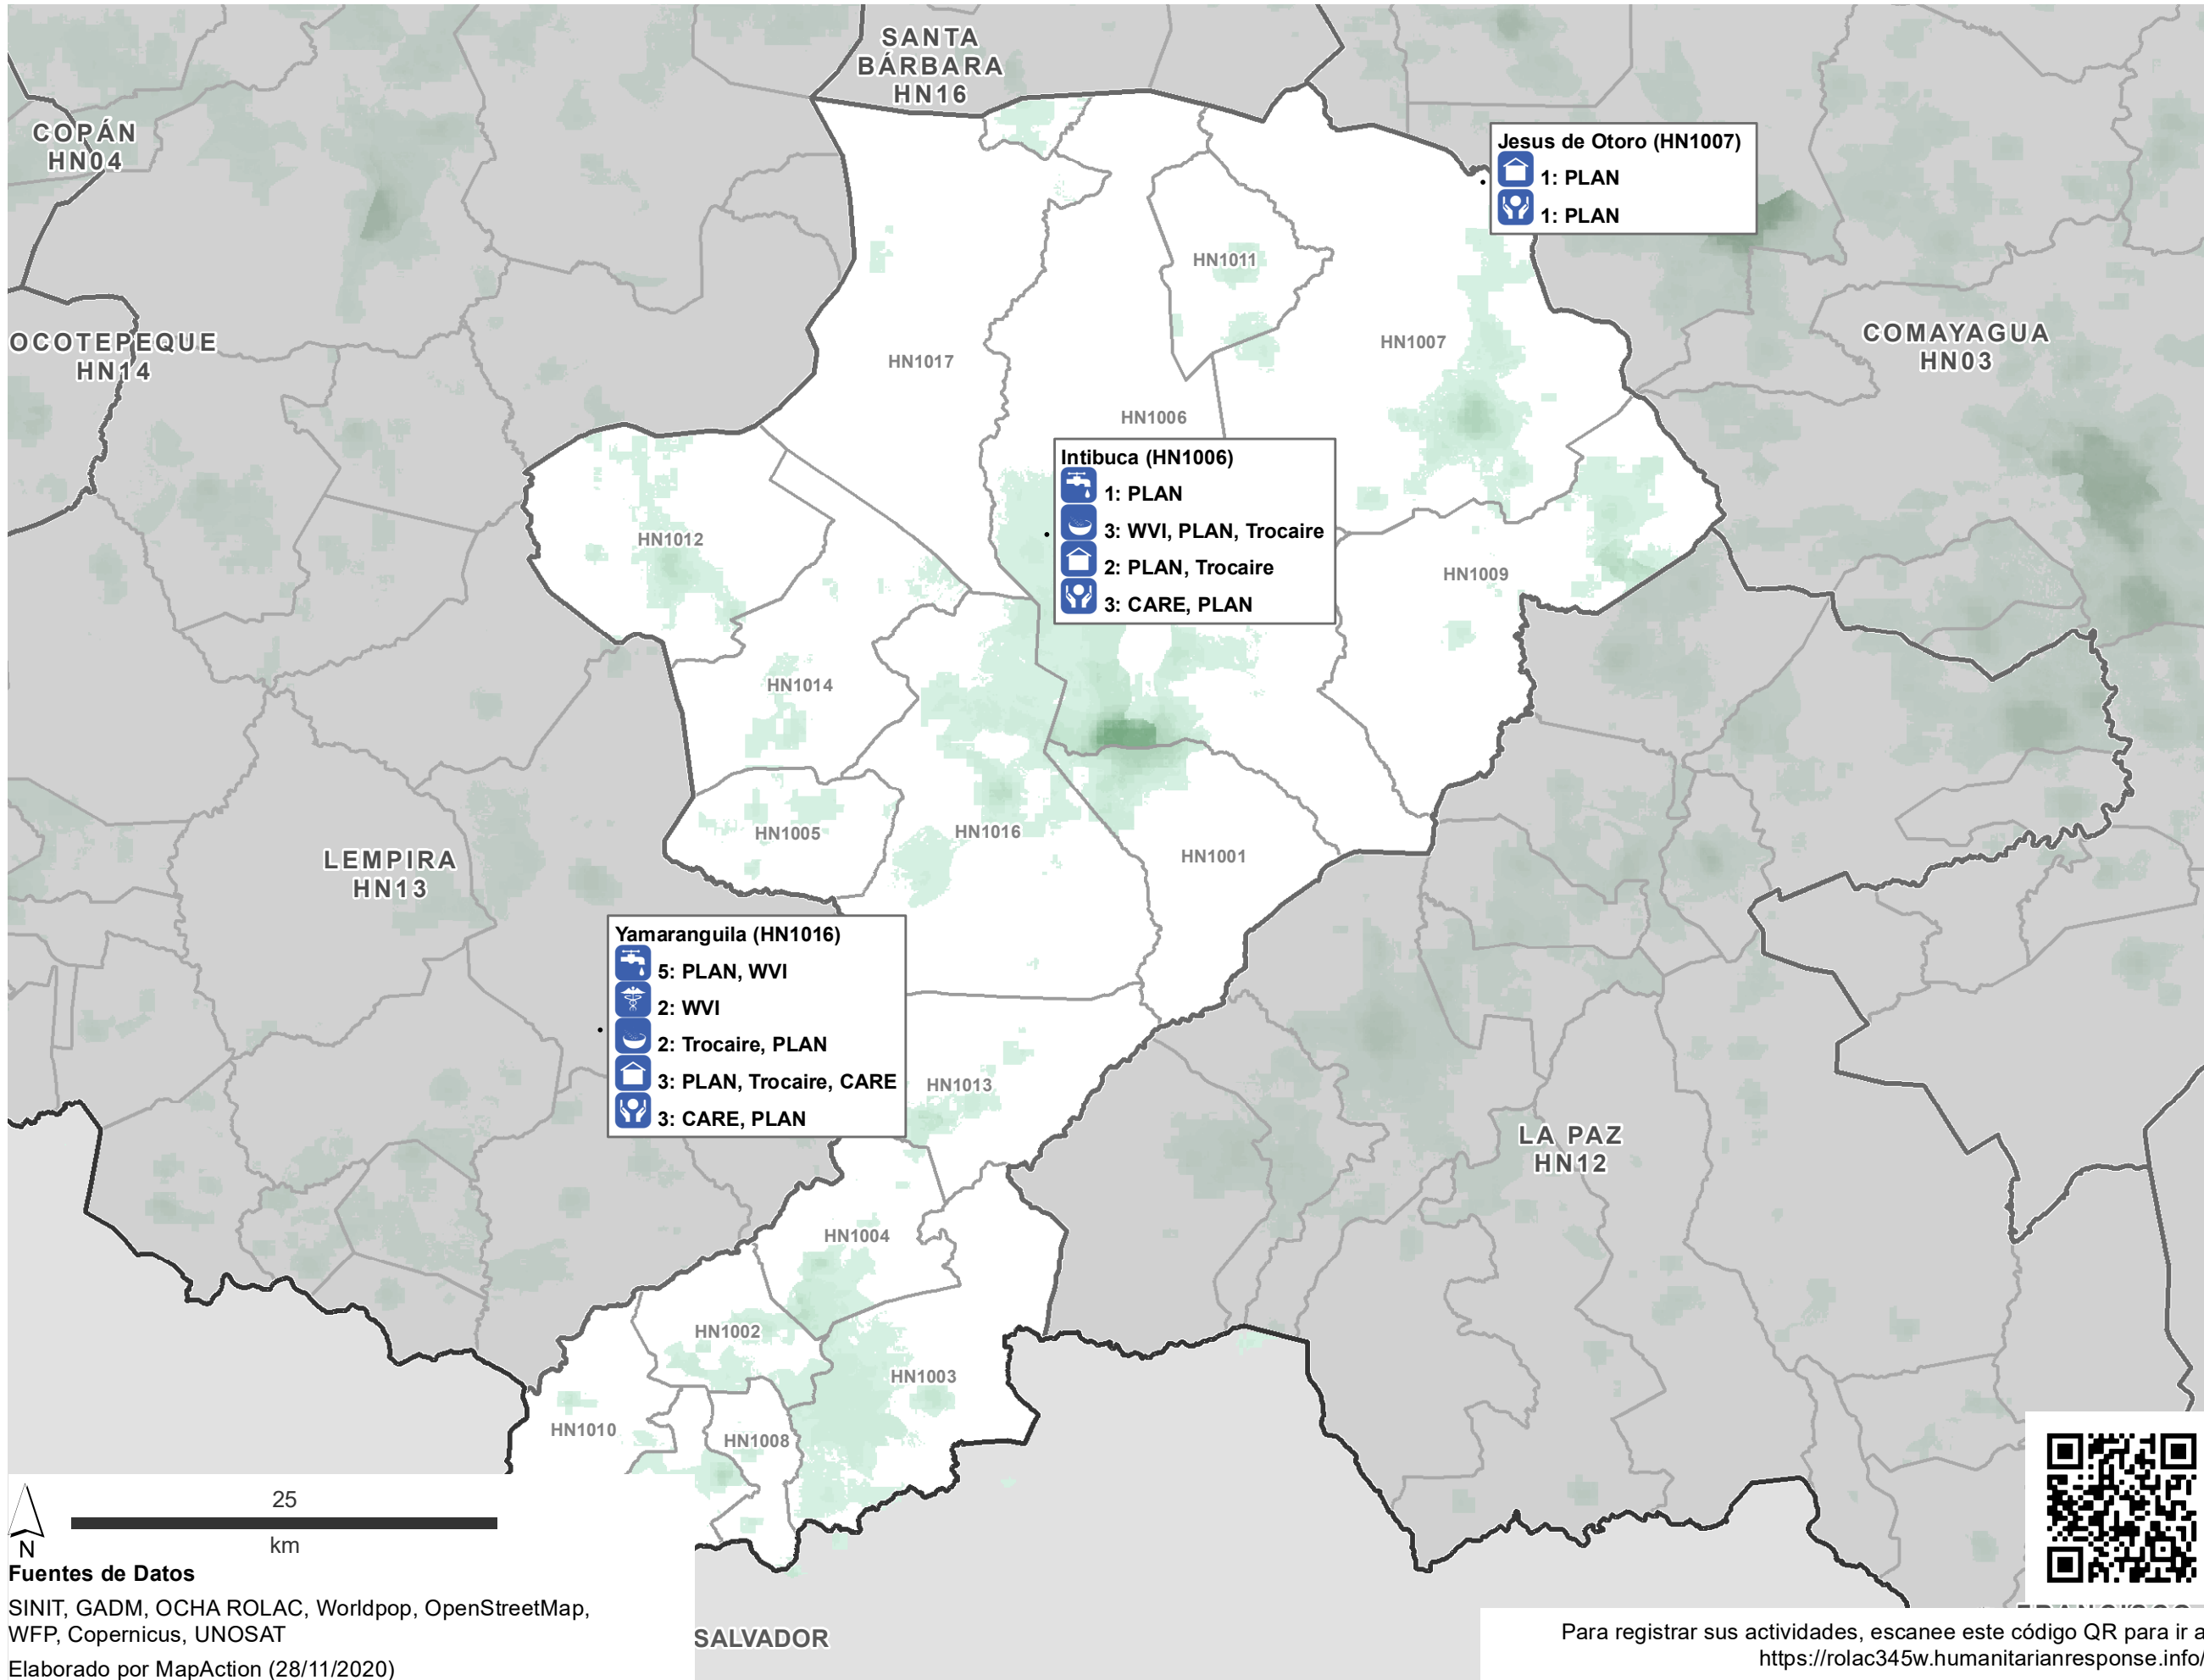 SANTA
BÁRBARA
HN16
COPÁN
HN04
Jesus de Otoro (HN1007)
1: PLAN
1: PLAN
HN1011
OCOTEPEQUE
HN14
HN1017
HN1007
COMAYAGUA
HN03
HN1006
Intibuca (HN1006)
1: PLAN
3: WVI, PLAN, Trocaire
2: PLAN, Trocaire
3: CARE, PLAN
HN1012
HN1009
HN1014
HN1005
HN1016
HN1001
LEMPIRA
HN13
Yamaranguila (HN1016)
5: PLAN, WVI
2: WVI
2: Trocaire, PLAN
3: PLAN, Trocaire, CARE
3: CARE, PLAN
HN1013
LA PAZ
HN12
HN1004
HN1002
HN1003
HN1010
HN1008
25
km
N
Fuentes de Datos
SINIT, GADM, OCHA ROLAC, Worldpop, OpenStreetMap,
WFP, Copernicus, UNOSAT
Elaborado por MapAction (28/11/2020)
SALVADOR
Para registrar sus actividades, escanee este código QR para ir a
https://rolac345w.humanitarianresponse.info/